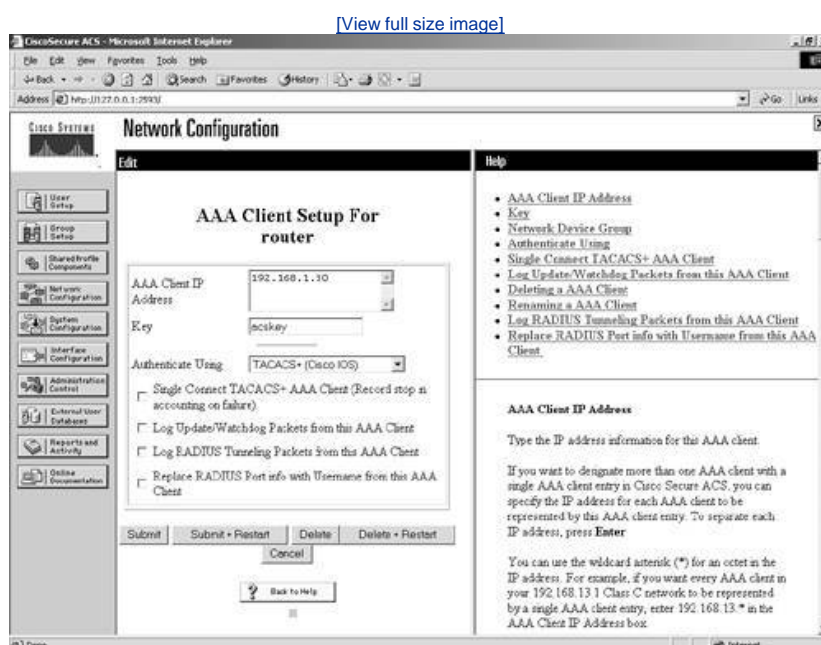 [View full size image]
CiscoSecure ACS - Microsoft Internet Explorer
File Edit View Favorites Tools Help
Back Search Favorites History
Address http://127.0.0.1:2593/ Go Links
CISCO SYSTEMS
Network Configuration
Edit
User Setup
Group Setup
Shared Profile Components
Network Configuration
System Configuration
Interface Configuration
Administration Control
External User Databases
Reports and Activity
Online Documentation
AAA Client Setup For
router
AAA Client IP
Address
192.168.1.30
Key
acskey
Authenticate Using
TACACS+ (Cisco IOS)
Single Connect TACACS+ AAA Client (Record stop in
accounting on failure).
Log Update/Watchdog Packets from this AAA Client
Log RADIUS Tunneling Packets from this AAA Client
Replace RADIUS Port info with Username from this AAA
Client
Submit Submit + Restart Delete Delete + Restart
Cancel
? Back to Help
Help
• AAA Client IP Address
• Key
• Network Device Group
• Authenticate Using
• Single Connect TACACS+ AAA Client
• Log Update/Watchdog Packets from this AAA Client
• Deleting a AAA Client
• Renaming a AAA Client
• Log RADIUS Tunneling Packets from this AAA Client
• Replace RADIUS Port info with Username from this AAA
Client
AAA Client IP Address
Type the IP address information for this AAA client.
If you want to designate more than one AAA client with a
single AAA client entry in Cisco Secure ACS, you can
specify the IP address for each AAA client to be
represented by this AAA client entry. To separate each
IP address, press Enter
You can use the wildcard asterisk (*) for an octet in the
IP address. For example, if you want every AAA client in
your 192.168.13.1 Class C network to be represented
by a single AAA client entry, enter 192.168.13.* in the
AAA Client IP Address box.